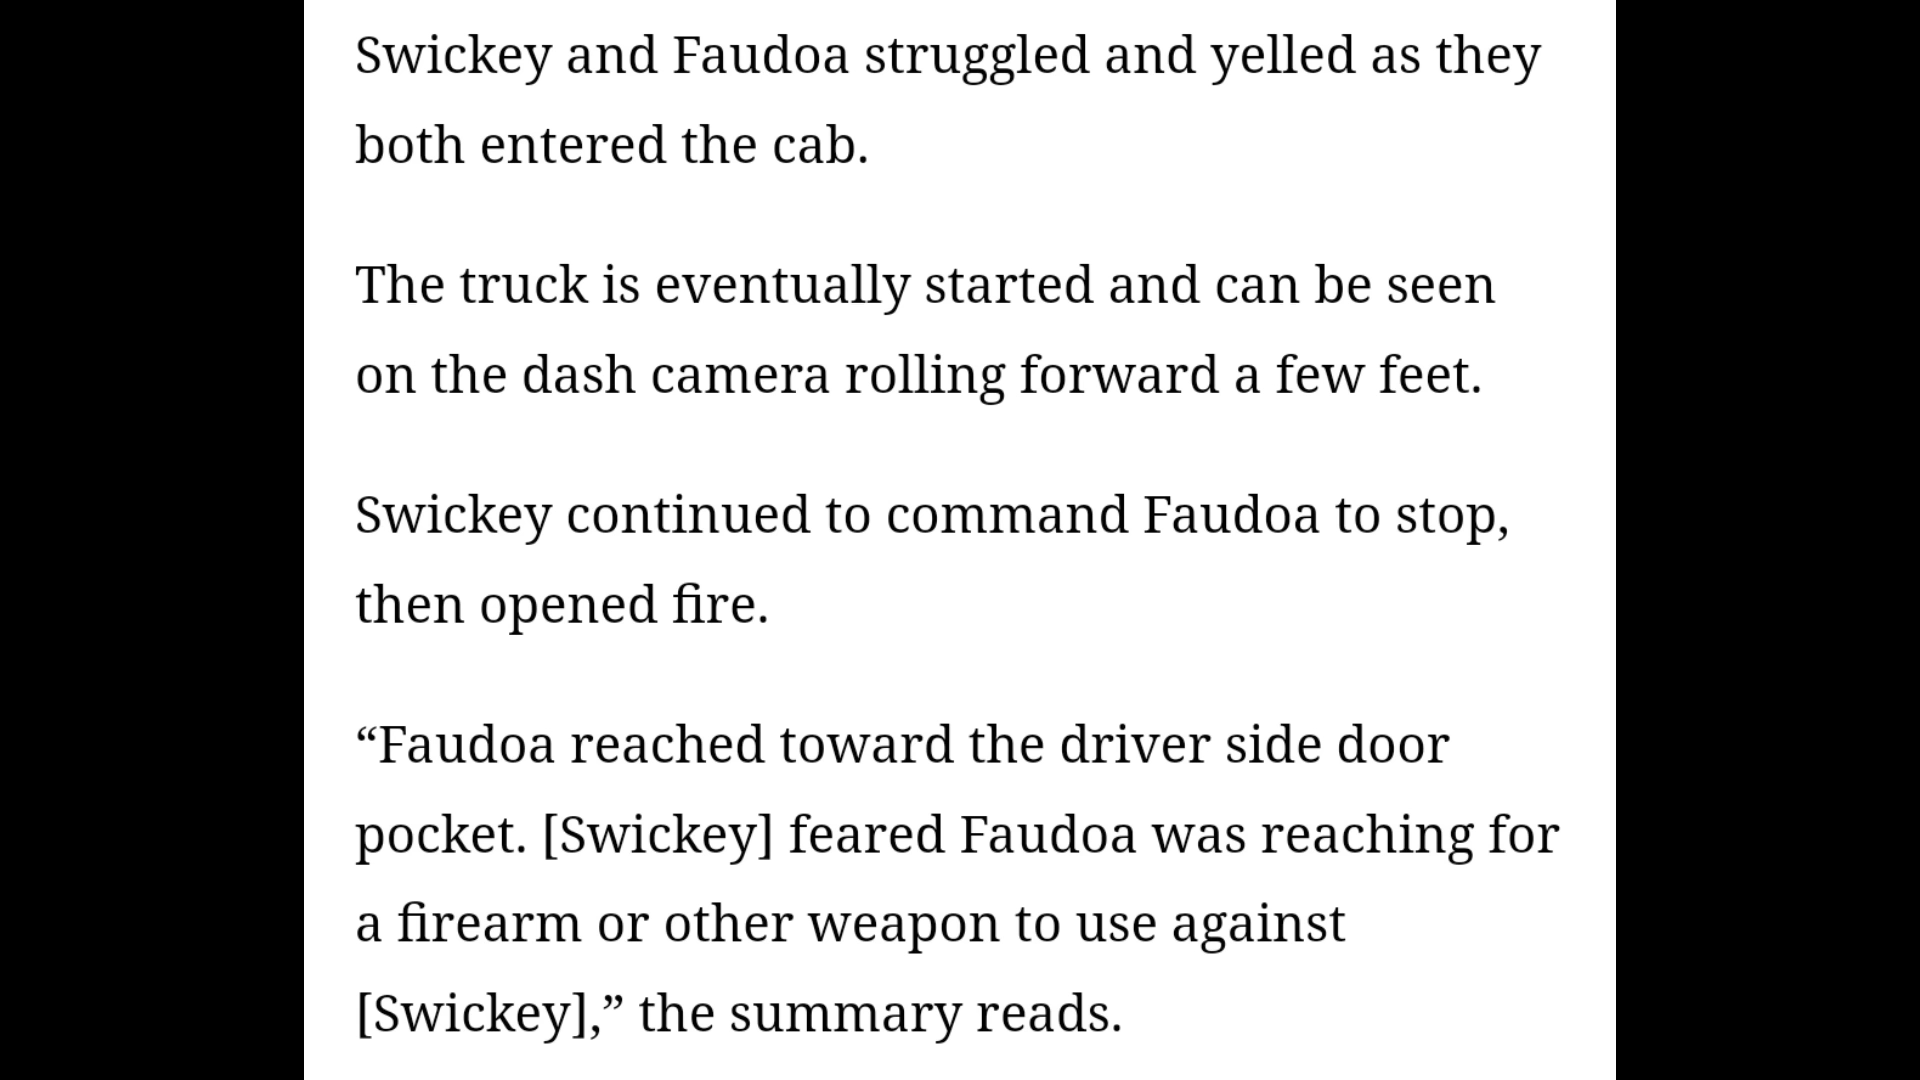 Swickey and Faudoa struggled and yelled as they
both entered the cab.
The truck is eventually started and can be seen
on the dash camera rolling forward a few feet.
Swickey continued to command Faudoa to stop,
then opened fire.
“Faudoa reached toward the driver side door
pocket. [Swickey] feared Faudoa was reaching for
a firearm or other weapon to use against
[Swickey],” the summary reads.